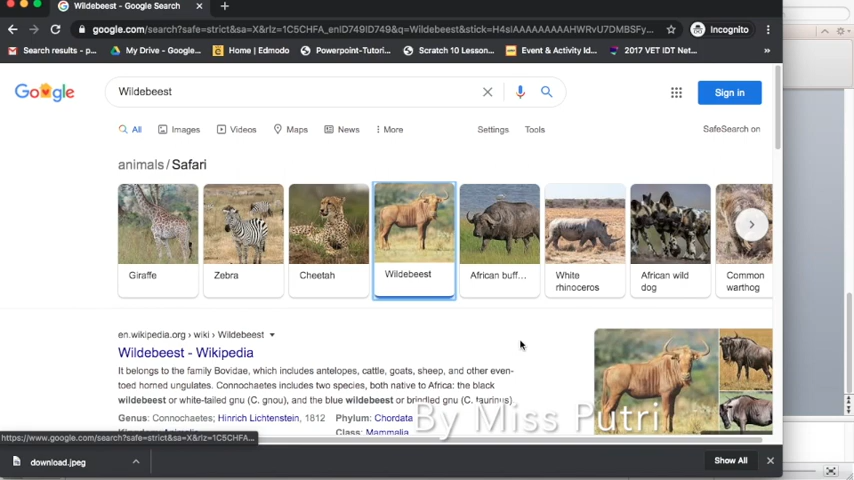 Wildebeest - Google Search
google.com/search?safe=strict&sa=X&rlz=1C5CHFA_enID749ID749&q=Wildebeest&stick=H4sIAAAAAAAAAHWRvU7DMBSFy...
Incognito
Search results - p...
My Drive - Google...
Home | Edmodo
Powerpoint-Tutori...
Scratch 10 Lesson...
Event & Activity Id...
2017 VET IDT Net...
»
Google
Wildebeest
Sign in
All
Images
Videos
Maps
News
More
Settings
Tools
SafeSearch on
animals / Safari
Giraffe
Zebra
Cheetah
Wildebeest
African buff...
White rhinoceros
African wild dog
Common warthog
en.wikipedia.org › wiki › Wildebeest
Wildebeest - Wikipedia
It belongs to the family Bovidae, which includes antelopes, cattle, goats, sheep, and other even-
toed horned ungulates. Connochaetes includes two species, both native to Africa: the black
wildebeest or white-tailed gnu (C. gnou), and the blue wildebeest or brindled gnu (C. taurinus).
Genus: Connochaetes; Hinrich Lichtenstein, 1812 Phylum: Chordata
Class: Mammalia
By Miss Putri
https://www.google.com/search?safe=strict&sa=X&rlz=1C5CHFA...
download.jpeg
Show All